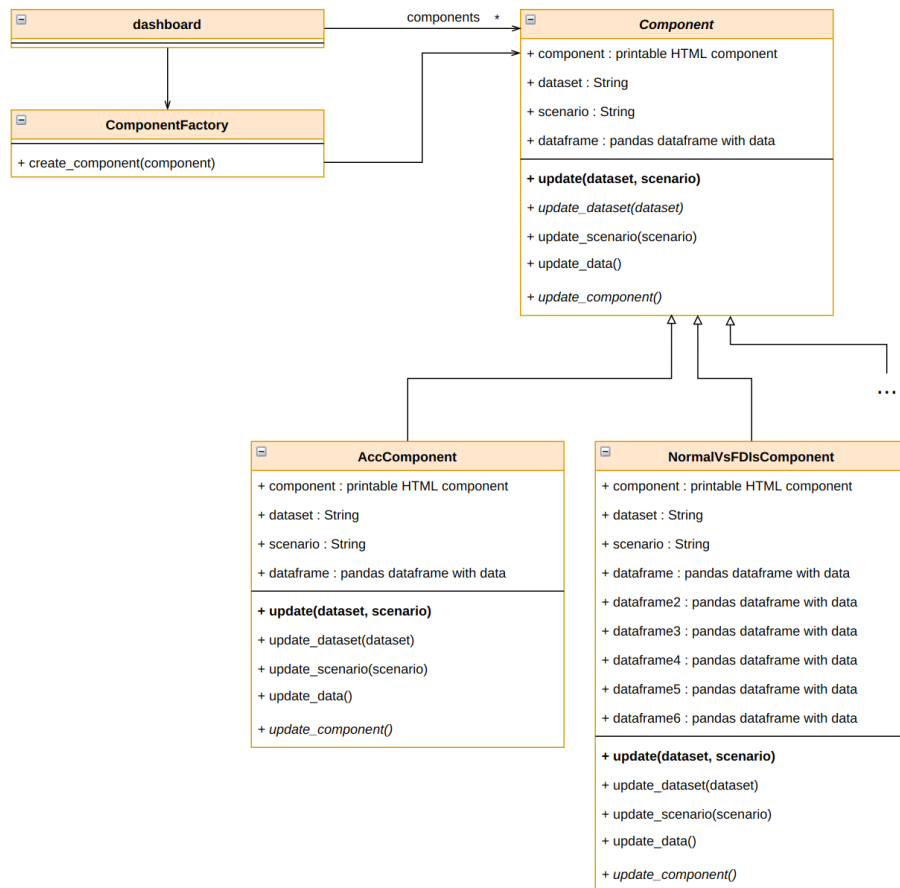 dashboard
components *
Component
+ component : printable HTML component
+ dataset : String
+ scenario : String
+ dataframe : pandas dataframe with data
+ update(dataset, scenario)
+ update_dataset(dataset)
+ update_scenario(scenario)
+ update_data()
+ update_component()
ComponentFactory
+ create_component(component)
...
AccComponent
+ component : printable HTML component
+ dataset : String
+ scenario : String
+ dataframe : pandas dataframe with data
+ update(dataset, scenario)
+ update_dataset(dataset)
+ update_scenario(scenario)
+ update_data()
+ update_component()
NormalVsFDIsComponent
+ component : printable HTML component
+ dataset : String
+ scenario : String
+ dataframe : pandas dataframe with data
+ dataframe2 : pandas dataframe with data
+ dataframe3 : pandas dataframe with data
+ dataframe4 : pandas dataframe with data
+ dataframe5 : pandas dataframe with data
+ dataframe6 : pandas dataframe with data
+ update(dataset, scenario)
+ update_dataset(dataset)
+ update_scenario(scenario)
+ update_data()
+ update_component()